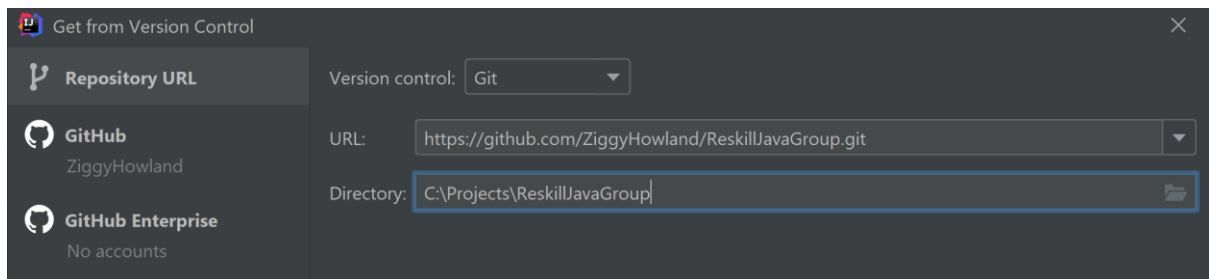 Get from Version Control
Repository URL
Version control: Git
GitHub
ZiggyHowland
URL: https://github.com/ZiggyHowland/ReskillJavaGroup.git
Directory: C:\Projects\ReskillJavaGroup
GitHub Enterprise
No accounts